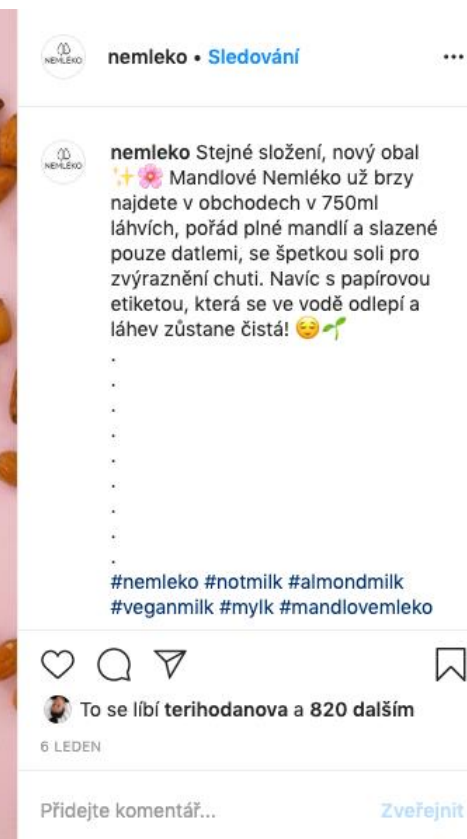 NEMLÉKO
nemleko • Sledování
NEMLÉKO
nemleko Stejné složení, nový obal
✨🌸 Mandlové Nemléko už brzy
najdete v obchodech v 750ml
láhvích, pořád plné mandlí a slazené
pouze datlemi, se špetkou soli pro
zvýraznění chuti. Navíc s papírovou
etiketou, která se ve vodě odlepí a
láhev zůstane čistá! 😌🌱
.
.
.
.
.
.
.
.
.
#nemleko #notmilk #almondmilk
#veganmilk #mylk #mandlovemleko
To se líbí terihodanova a 820 dalším
6 LEDEN
Přidejte komentář...
Zveřejnit